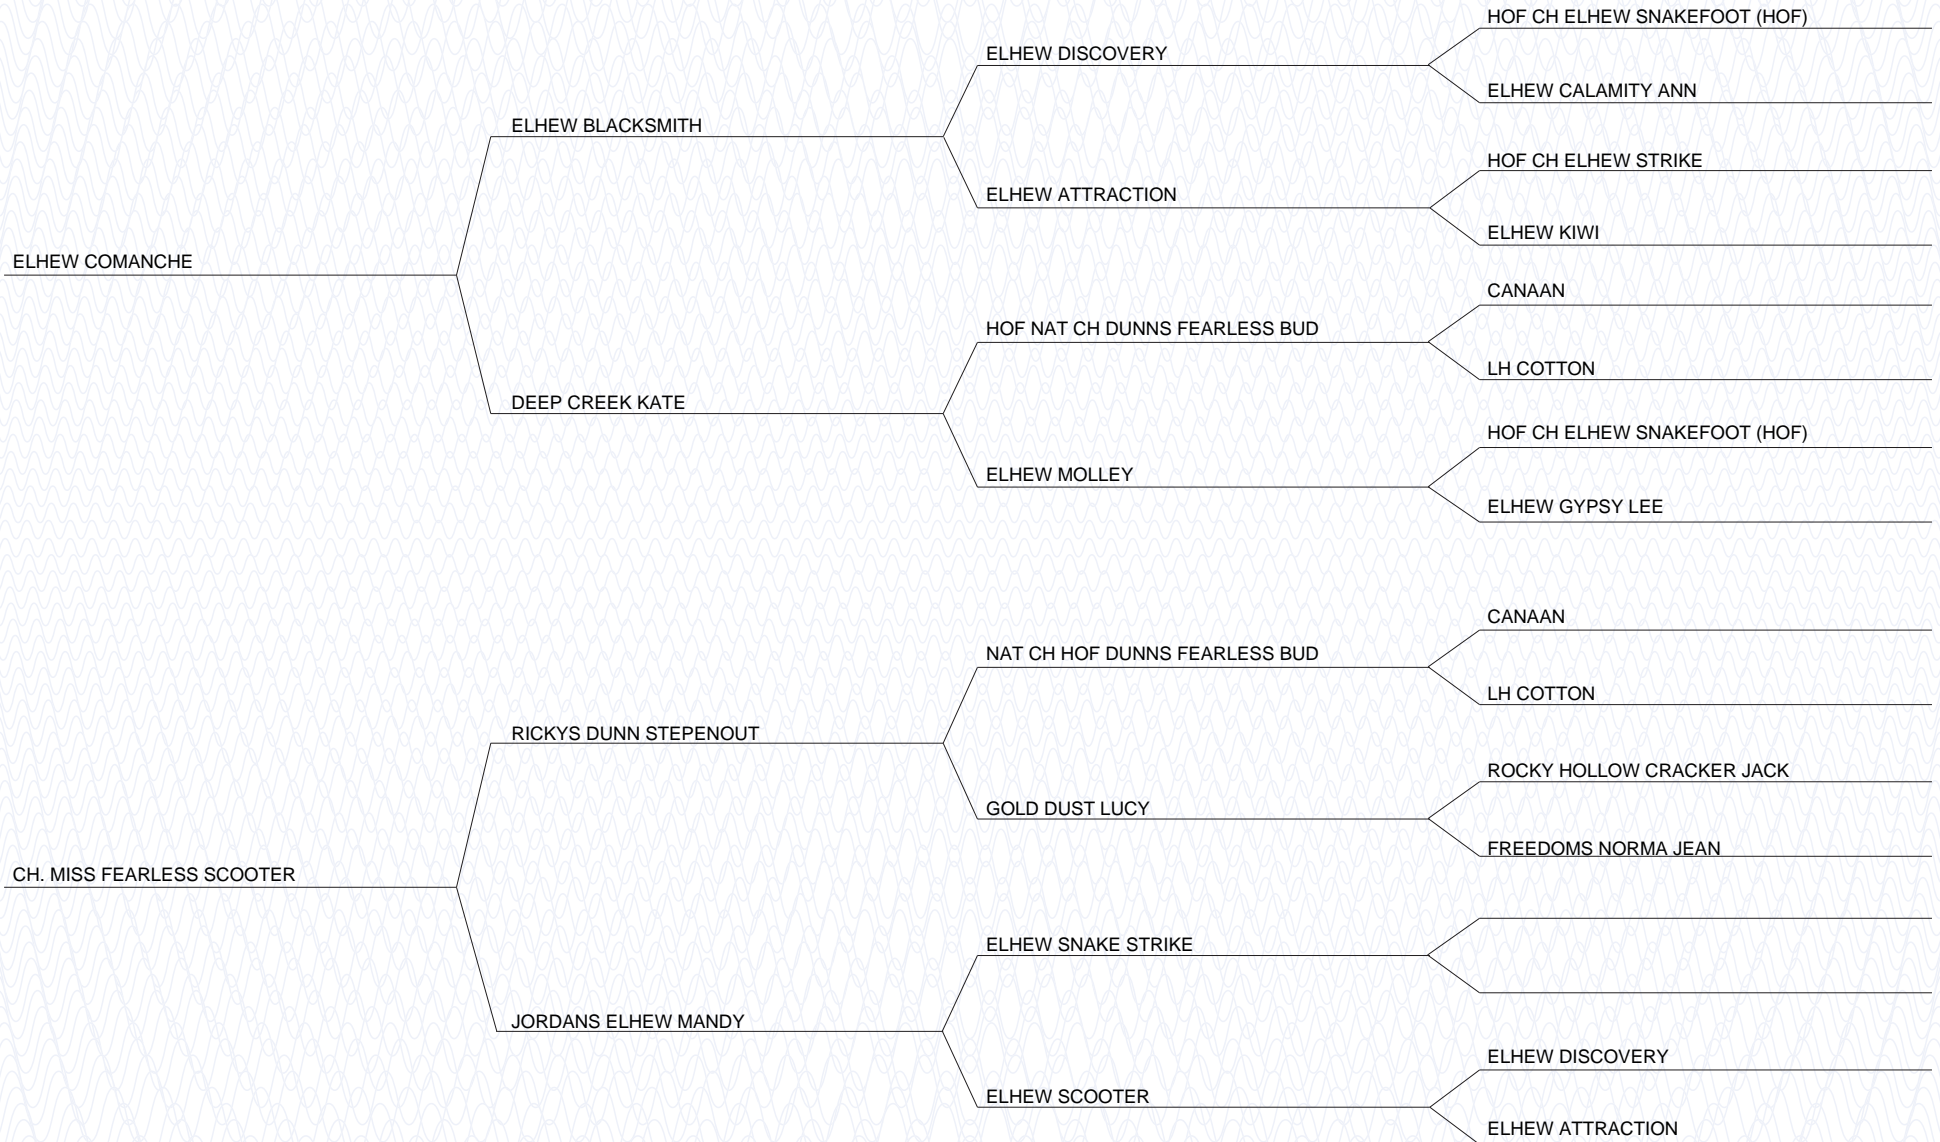 HOF CH ELHEW SNAKEFOOT (HOF)
ELHEW DISCOVERY
ELHEW CALAMITY ANN
ELHEW BLACKSMITH
HOF CH ELHEW STRIKE
ELHEW ATTRACTION
ELHEW KIWI
ELHEW COMANCHE
CANAAN
HOF NAT CH DUNNS FEARLESS BUD
LH COTTON
DEEP CREEK KATE
HOF CH ELHEW SNAKEFOOT (HOF)
ELHEW MOLLEY
ELHEW GYPSY LEE
CANAAN
NAT CH HOF DUNNS FEARLESS BUD
LH COTTON
RICKYS DUNN STEPENOUT
ROCKY HOLLOW CRACKER JACK
GOLD DUST LUCY
FREEDOMS NORMA JEAN
CH. MISS FEARLESS SCOOTER
ELHEW SNAKE STRIKE
JORDANS ELHEW MANDY
ELHEW DISCOVERY
ELHEW SCOOTER
ELHEW ATTRACTION